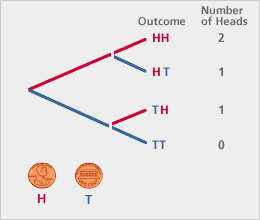 Outcome Number of Heads
HH 2
HT 1
TH 1
TT 0
H T